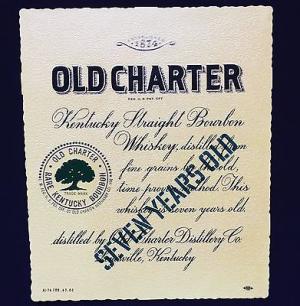 ESTABLISHED
1874
OLD CHARTER
REG. U.S. PAT. OFF.
Kentucky Straight Bourbon
Whiskey, distilled from
fine grains by the old,
time-proved method. This
whiskey is seven years old.
distilled by Old Charter Distillery Co.
Louisville, Kentucky
SEVEN YEARS OLD
OLD CHARTER
TRADE MARK
RARE KENTUCKY BOURBON